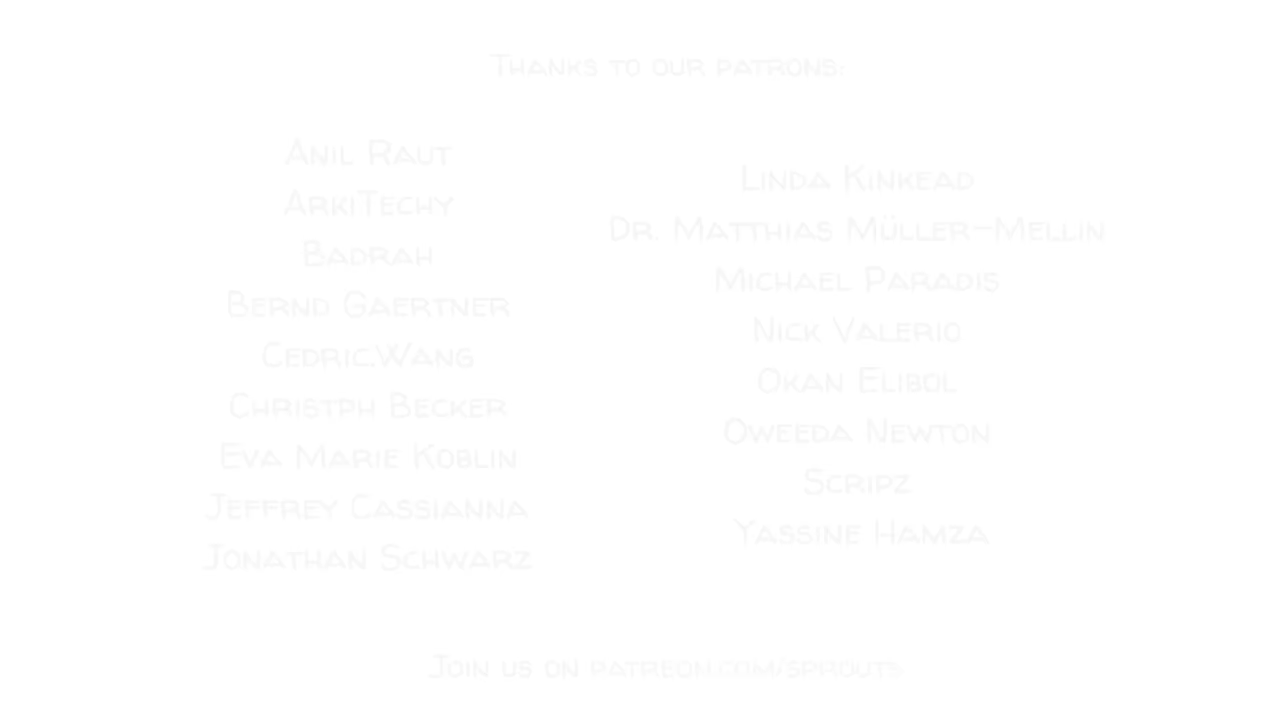 Thanks to our patrons:
Anil Raut
ArkiTechy
Badrah
Bernd Gaertner
Cedric.Wang
Christph Becker
Eva Marie Koblin
Jeffrey Cassianna
Jonathan Schwarz
Linda Kinkead
Dr. Matthias Müller-Mellin
Michael Paradis
Nick Valerio
Okan Elibol
Oweeda Newton
Scripz
Yassine Hamza
Join us on patreon.com/sprouts